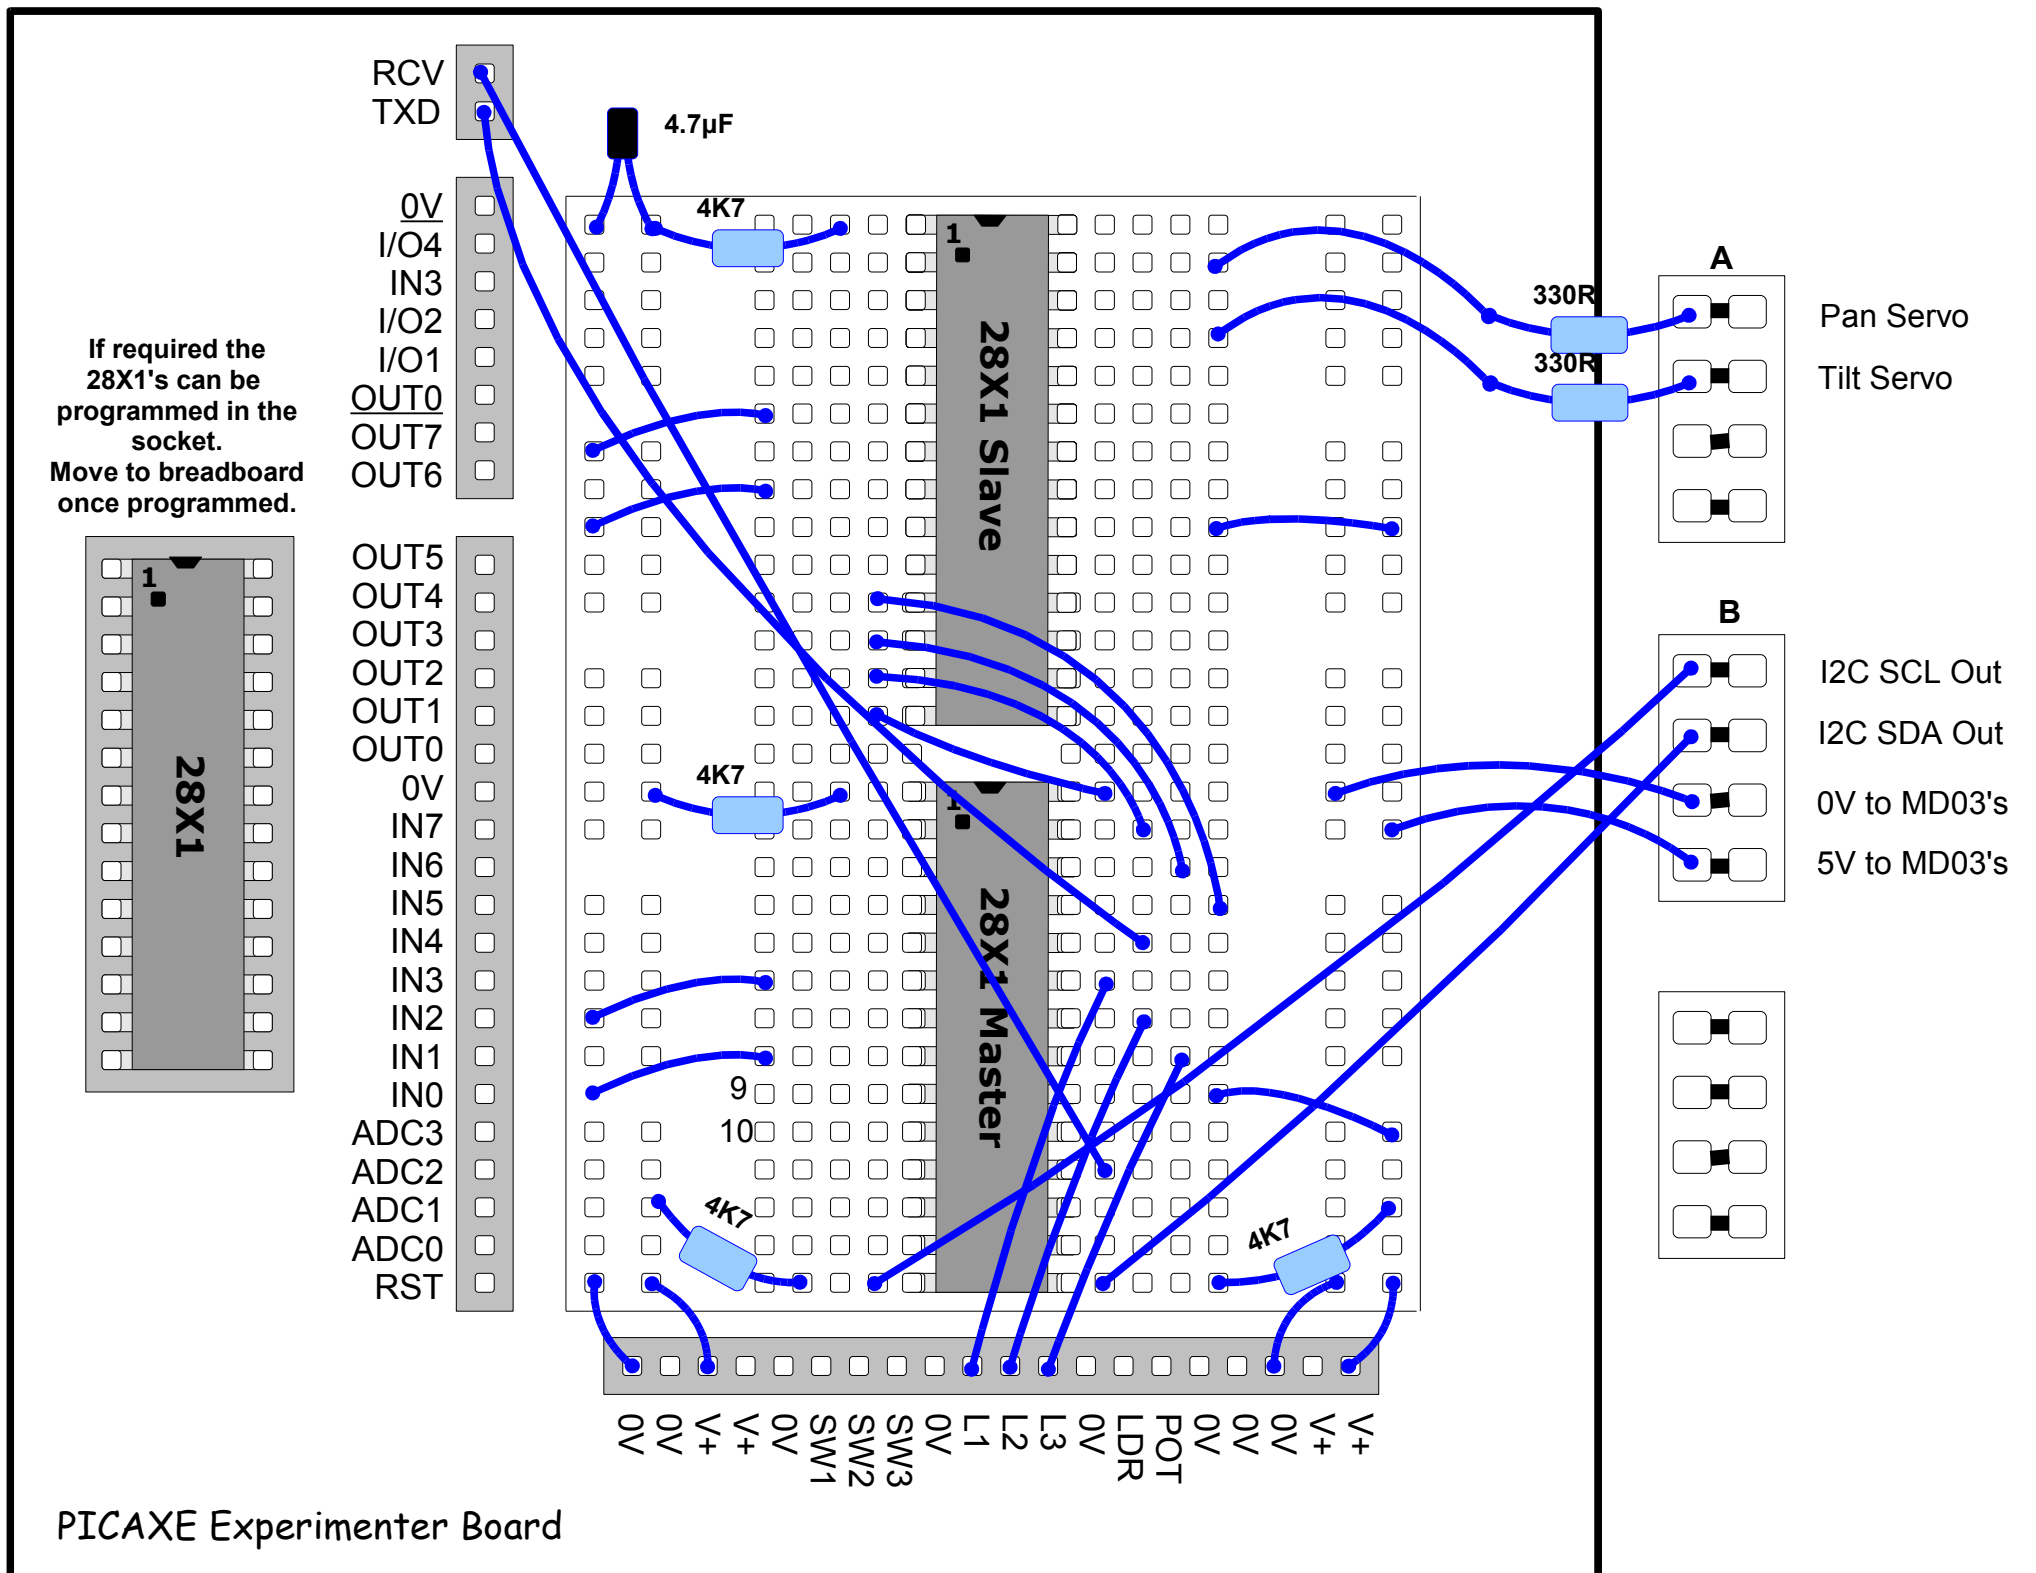 RCV
TXD
4.7µF
0V
I/O4
IN3
I/O2
I/O1
OUT0
OUT7
OUT6
4K7
1
28X1 Slave
330R
330R
A
Pan Servo
Tilt Servo
If required the
28X1's can be
programmed in the
socket.
Move to breadboard
once programmed.
1
28X1
OUT5
OUT4
OUT3
OUT2
OUT1
OUT0
0V
IN7
IN6
IN5
IN4
IN3
IN2
IN1
IN0
ADC3
ADC2
ADC1
ADC0
RST
4K7
1
28X1 Master
9
10
4K7
4K7
B
I2C SCL Out
I2C SDA Out
0V to MD03's
5V to MD03's
0V
0V
V+
V+
0V
SW1
SW2
SW3
0V
L1
L2
L3
0V
LDR
POT
0V
0V
0V
V+
V+
PICAXE Experimenter Board